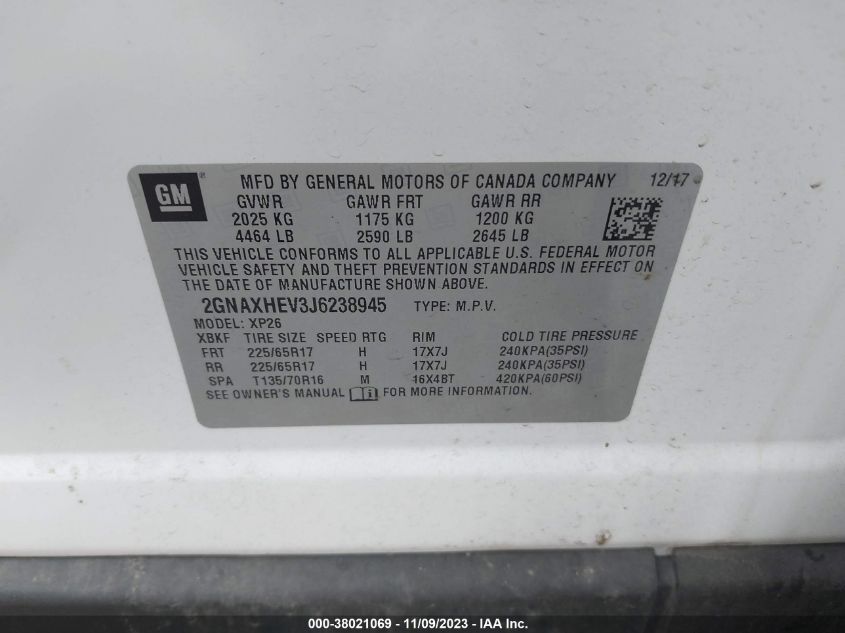 GM®
MFD BY GENERAL MOTORS OF CANADA COMPANY 12/17
GVWR GAWR FRT GAWR RR
2025 KG 1175 KG 1200 KG
4464 LB 2590 LB 2645 LB
THIS VEHICLE CONFORMS TO ALL APPLICABLE U.S. FEDERAL MOTOR
VEHICLE SAFETY AND THEFT PREVENTION STANDARDS IN EFFECT ON
THE DATE OF MANUFACTURE SHOWN ABOVE.
2GNAXHEV3J6238945 TYPE: M.P.V.
MODEL: XP26
XBKF TIRE SIZE SPEED RTG RIM COLD TIRE PRESSURE
FRT 225/65R17 H 17X7J 240KPA(35PSI)
RR 225/65R17 H 17X7J 240KPA(35PSI)
SPA T135/70R16 M 16X4BT 420KPA(60PSI)
SEE OWNER'S MANUAL FOR MORE INFORMATION.
000-38021069 - 11/09/2023 - IAA Inc.